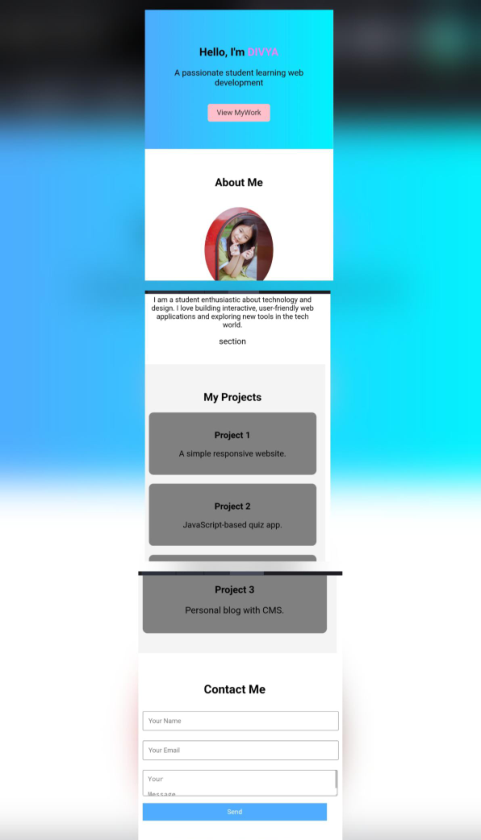 Hello, I'm DIVYA
A passionate student learning web
development
View MyWork
About Me
I am a student enthusiastic about technology and
design. I love building interactive, user-friendly web
applications and exploring new tools in the tech
world.
section
My Projects
Project 1
A simple responsive website.
Project 2
JavaScript-based quiz app.
Project 3
Personal blog with CMS.
Contact Me
Your Name
Your Email
Your
Message
Send